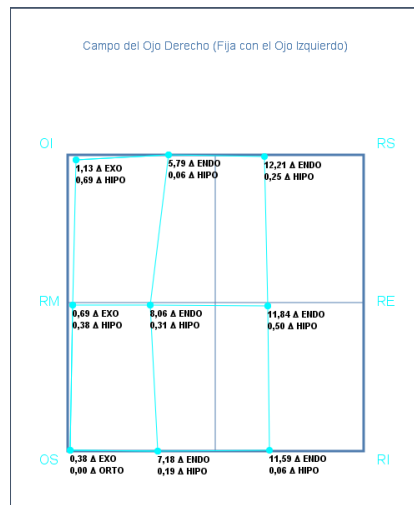 Campo del Ojo Derecho (Fija con el Ojo Izquierdo)
OI
RS
1,13 Δ EXO
0,69 Δ HIPO
5,79 Δ ENDO
0,06 Δ HIPO
12,21 Δ ENDO
0,25 Δ HIPO
RM
RE
0,69 Δ EXO
0,38 Δ HIPO
8,06 Δ ENDO
0,31 Δ HIPO
11,84 Δ ENDO
0,50 Δ HIPO
OS
RI
0,38 Δ EXO
0,00 Δ ORTO
7,18 Δ ENDO
0,19 Δ HIPO
11,59 Δ ENDO
0,06 Δ HIPO